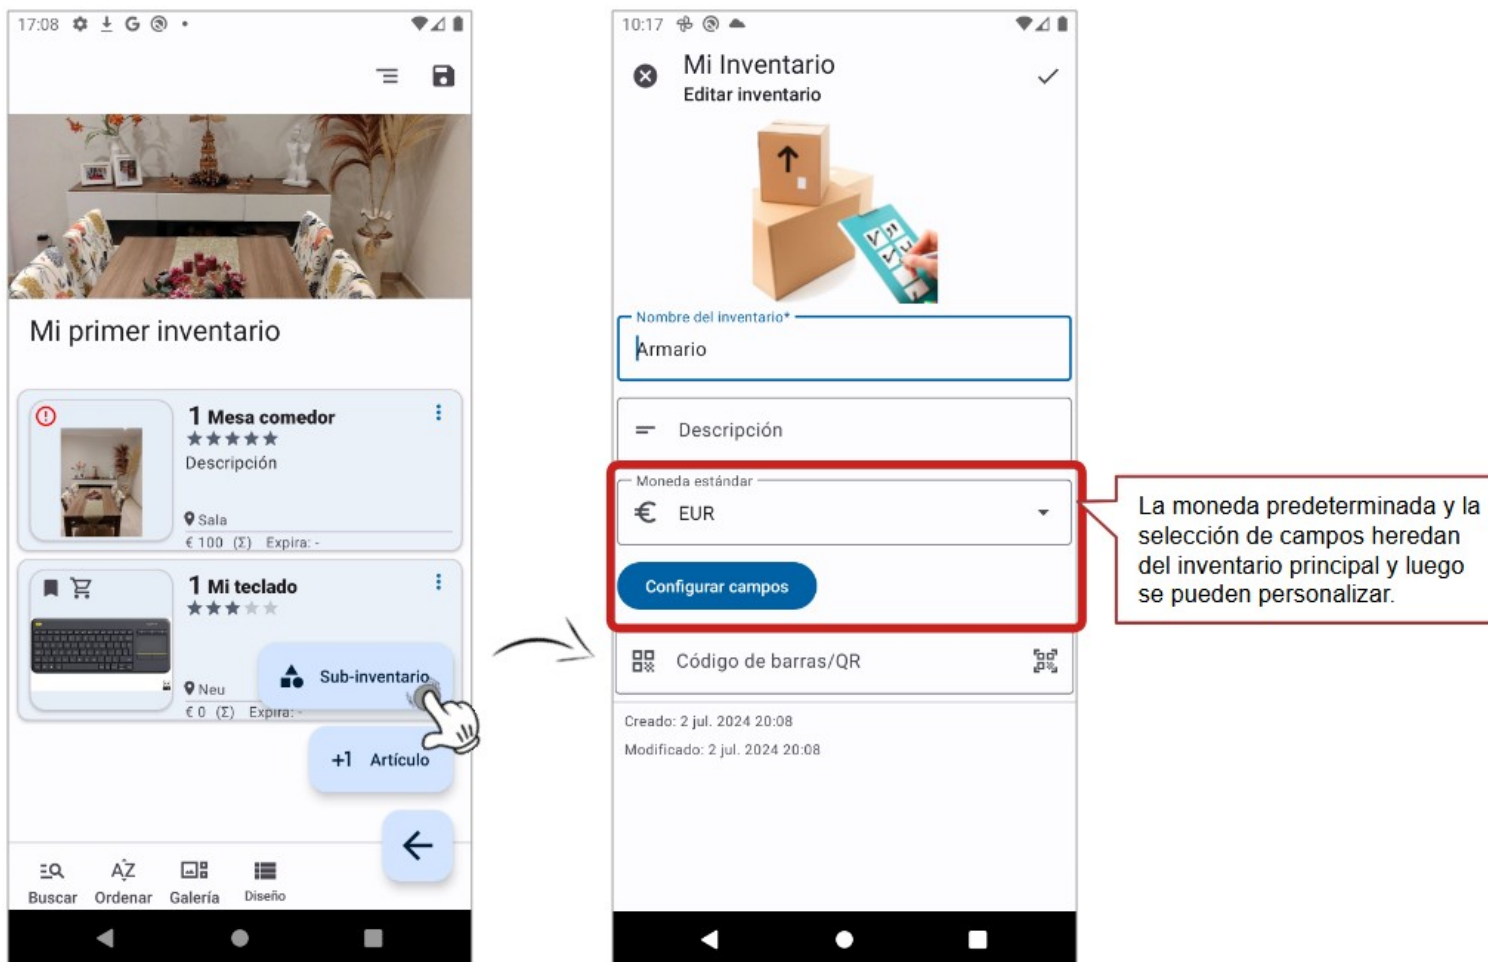 17:08
Mi primer inventario
1 Mesa comedor
Descripción
Sala
€ 100 (Σ) Expira: -
1 Mi teclado
Neu
€ 0 (Σ) Expira: -
Sub-inventario
+1 Artículo
Buscar Ordenar Galería Diseño
10:17
Mi Inventario
Editar inventario
Nombre del inventario*
Armario
Descripción
Moneda estándar
€ EUR
Configurar campos
Código de barras/QR
Creado: 2 jul. 2024 20:08
Modificado: 2 jul. 2024 20:08
La moneda predeterminada y la
selección de campos heredan
del inventario principal y luego
se pueden personalizar.